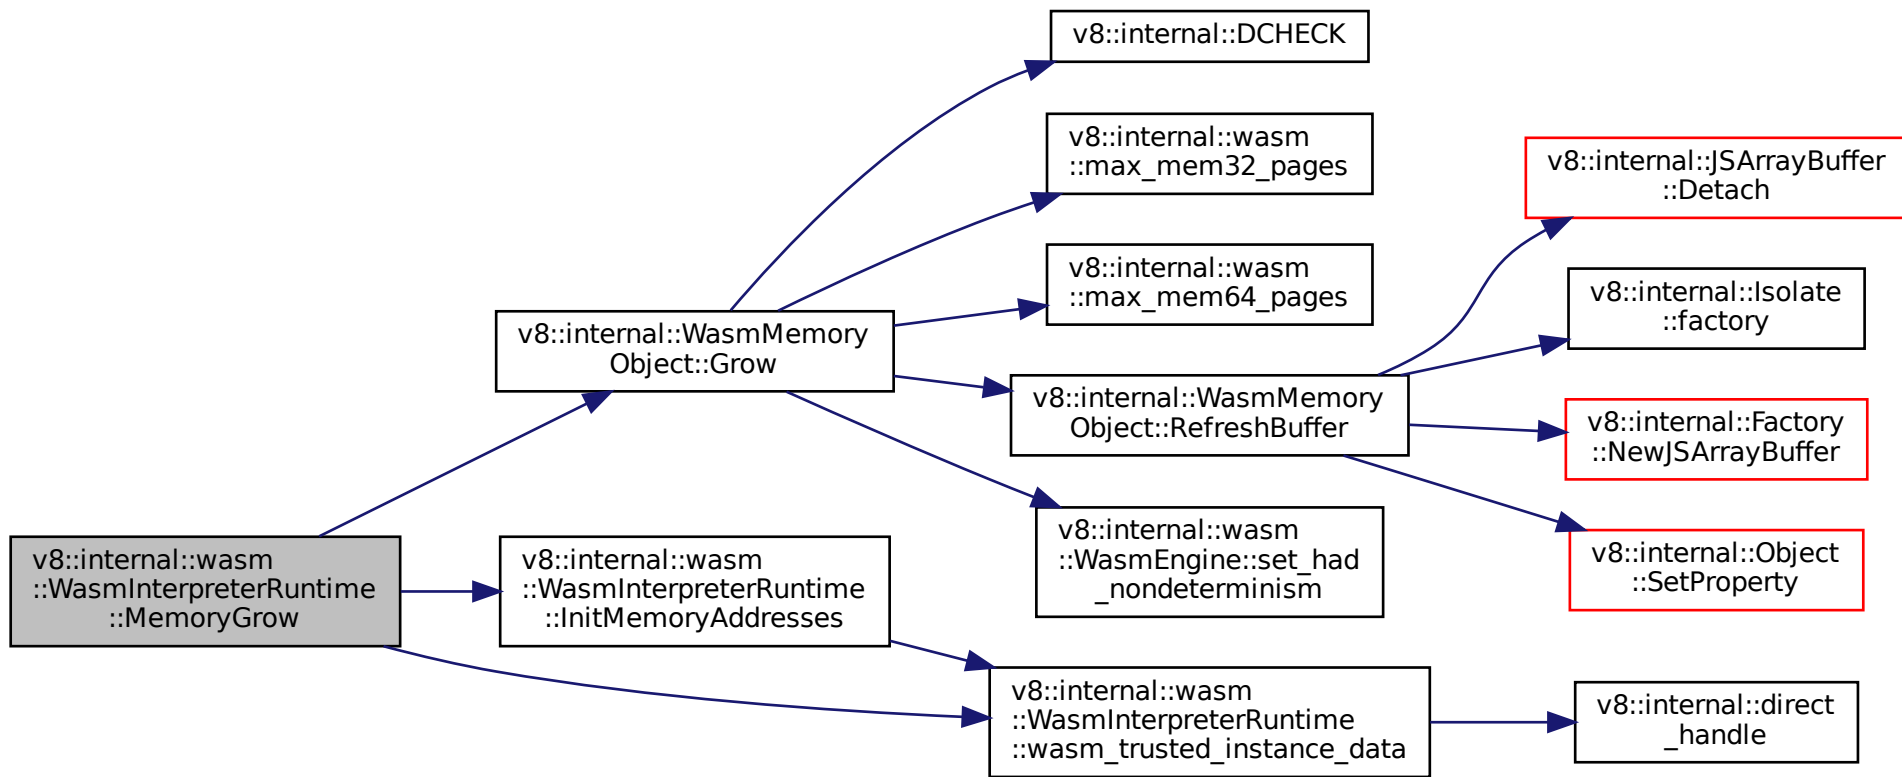 v8::internal::DCHECK
v8::internal::wasm
::max_mem32_pages
v8::internal::JSArrayBuffer
::Detach
v8::internal::wasm
::max_mem64_pages
v8::internal::Isolate
::factory
v8::internal::WasmMemory
Object::Grow
v8::internal::WasmMemory
Object::RefreshBuffer
v8::internal::Factory
::NewJSArrayBuffer
v8::internal::wasm
::WasmInterpreterRuntime
::MemoryGrow
v8::internal::wasm
::WasmInterpreterRuntime
::InitMemoryAddresses
v8::internal::wasm
::WasmEngine::set_had
_nondeterminism
v8::internal::Object
::SetProperty
v8::internal::wasm
::WasmInterpreterRuntime
::wasm_trusted_instance_data
v8::internal::direct
_handle